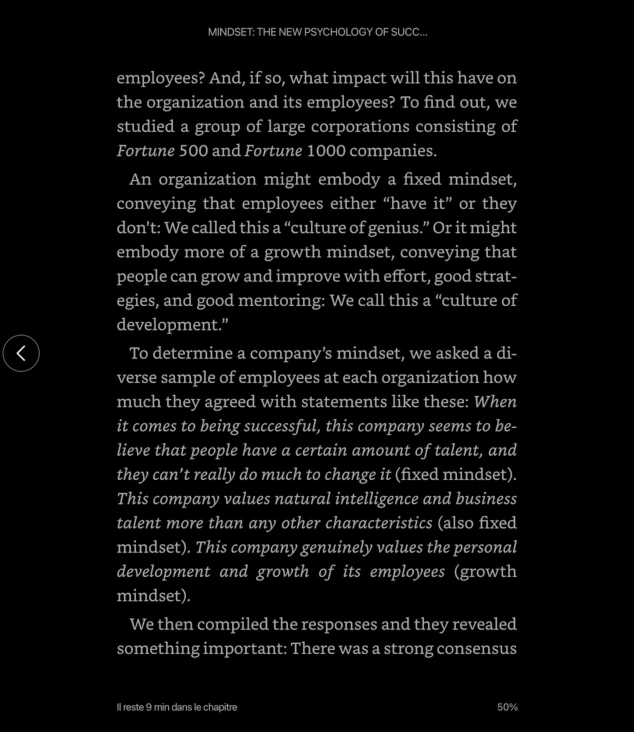 MINDSET: THE NEW PSYCHOLOGY OF SUCC...
employees? And, if so, what impact will this have on
the organization and its employees? To find out, we
studied a group of large corporations consisting of
Fortune 500 and Fortune 1000 companies.
An organization might embody a fixed mindset,
conveying that employees either “have it” or they
don’t: We called this a “culture of genius.” Or it might
embody more of a growth mindset, conveying that
people can grow and improve with effort, good strat-
egies, and good mentoring: We call this a “culture of
development.”
To determine a company’s mindset, we asked a di-
verse sample of employees at each organization how
much they agreed with statements like these: When
it comes to being successful, this company seems to be-
lieve that people have a certain amount of talent, and
they can’t really do much to change it (fixed mindset).
This company values natural intelligence and business
talent more than any other characteristics (also fixed
mindset). This company genuinely values the personal
development and growth of its employees (growth
mindset).
We then compiled the responses and they revealed
something important: There was a strong consensus
Il reste 9 min dans le chapitre
50%